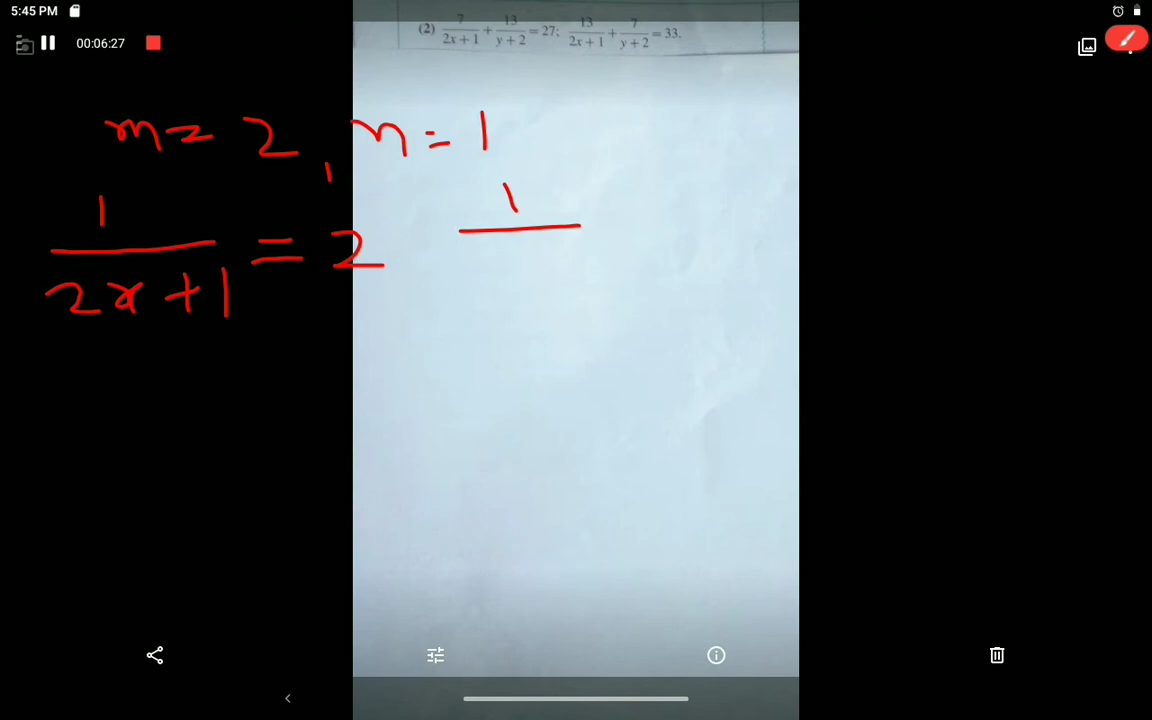 5:45 PM
00:06:27
(2) 7/(2x+1) + 13/(y+2) = 27; 13/(2x+1) + 7/(y+2) = 33.
m = 2, n = 1
1/(2x+1) = 2
1